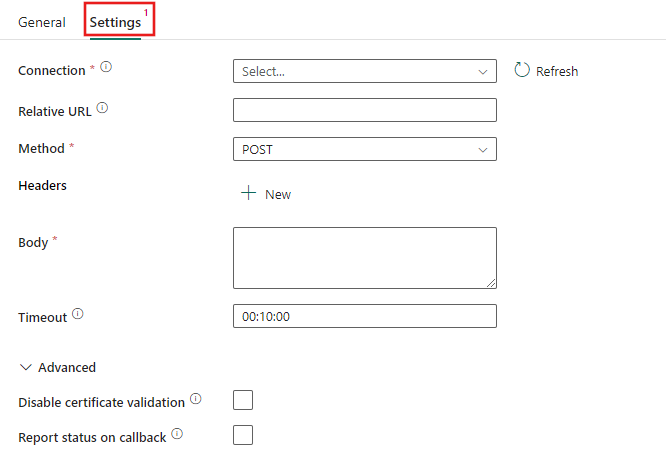 General Settings 1
Connection * Select... Refresh
Relative URL
Method * POST
Headers
New
Body *
Timeout 00:10:00
Advanced
Disable certificate validation
Report status on callback